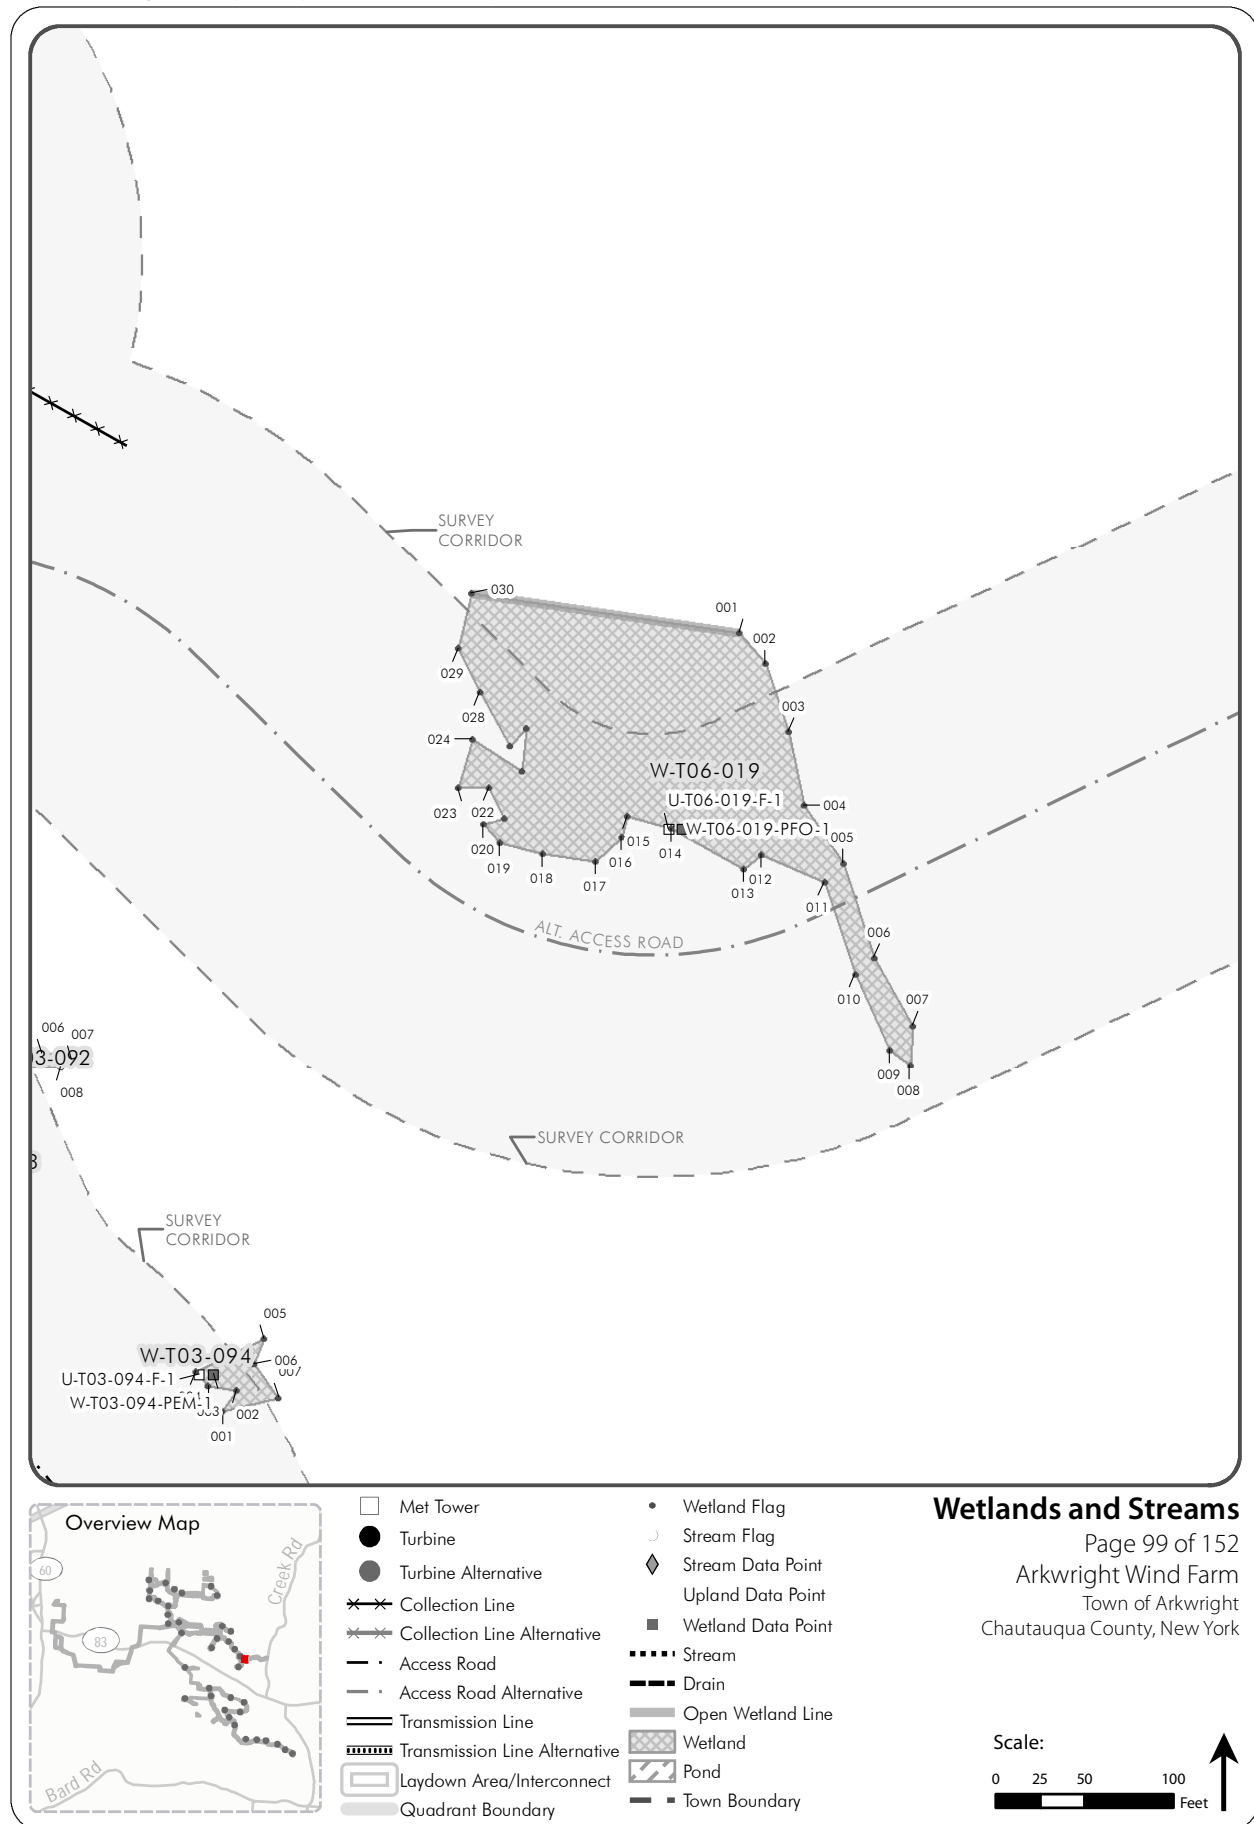 SURVEY
CORRIDOR
030
001
002
029
028
003
024
W-T06-019
U-T06-019-F-1
023
022
004
W-T06-019-PFO-1
015
005
020
014
016
019
018
012
017
013
011
ALT. ACCESS ROAD
006
010
007
006
007
03-092
009
008
008
SURVEY CORRIDOR
SURVEY
CORRIDOR
005
W-T03-094
006
007
U-T03-094-F-1
W-T03-094-PEM-1
003
002
001
Overview Map
60
Creek Rd
83
Bard Rd
Met Tower
Turbine
Turbine Alternative
Collection Line
Collection Line Alternative
Access Road
Access Road Alternative
Transmission Line
Transmission Line Alternative
Laydown Area/Interconnect
Quadrant Boundary
Wetland Flag
Stream Flag
Stream Data Point
Upland Data Point
Wetland Data Point
Stream
Drain
Open Wetland Line
Wetland
Pond
Town Boundary
Wetlands and Streams
Page 99 of 152
Arkwright Wind Farm
Town of Arkwright
Chautauqua County, New York
Scale:
0 25 50 100
Feet